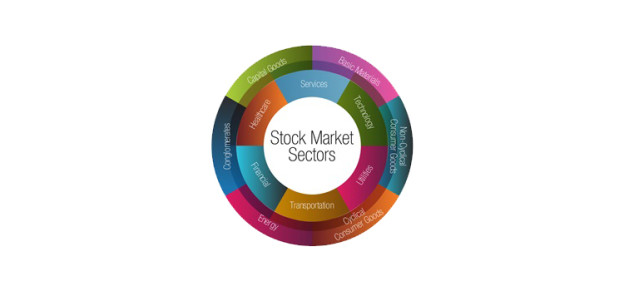 Stock Market
Sectors
Services
Technology
Utilities
Transportation
Financial
Healthcare
Basic Materials
Non-Cyclical
Consumer Goods
Cyclical
Consumer Goods
Energy
Conglomerates
Capital Goods